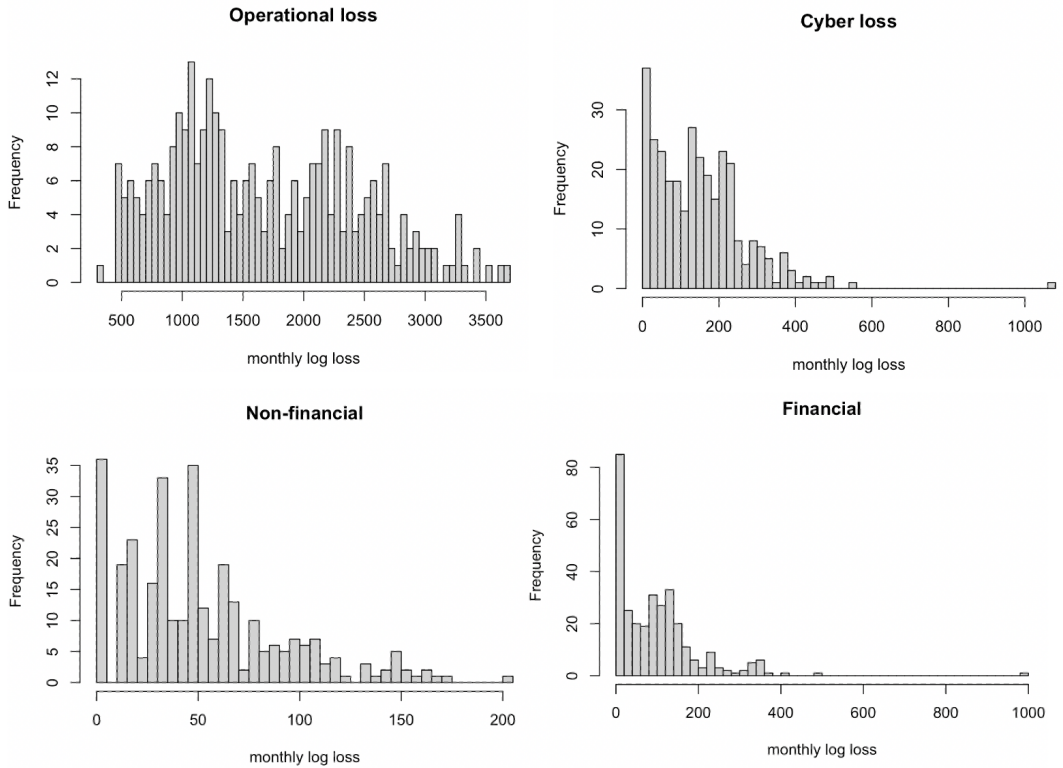 Operational loss
Frequency
0 2 4 6 8 10 12
500 1000 1500 2000 2500 3000 3500
monthly log loss
Cyber loss
Frequency
0 10 20 30
0 200 400 600 800 1000
monthly log loss
Non-financial
Frequency
0 5 10 15 20 25 30 35
0 50 100 150 200
monthly log loss
Financial
Frequency
0 20 40 60 80
0 200 400 600 800 1000
monthly log loss